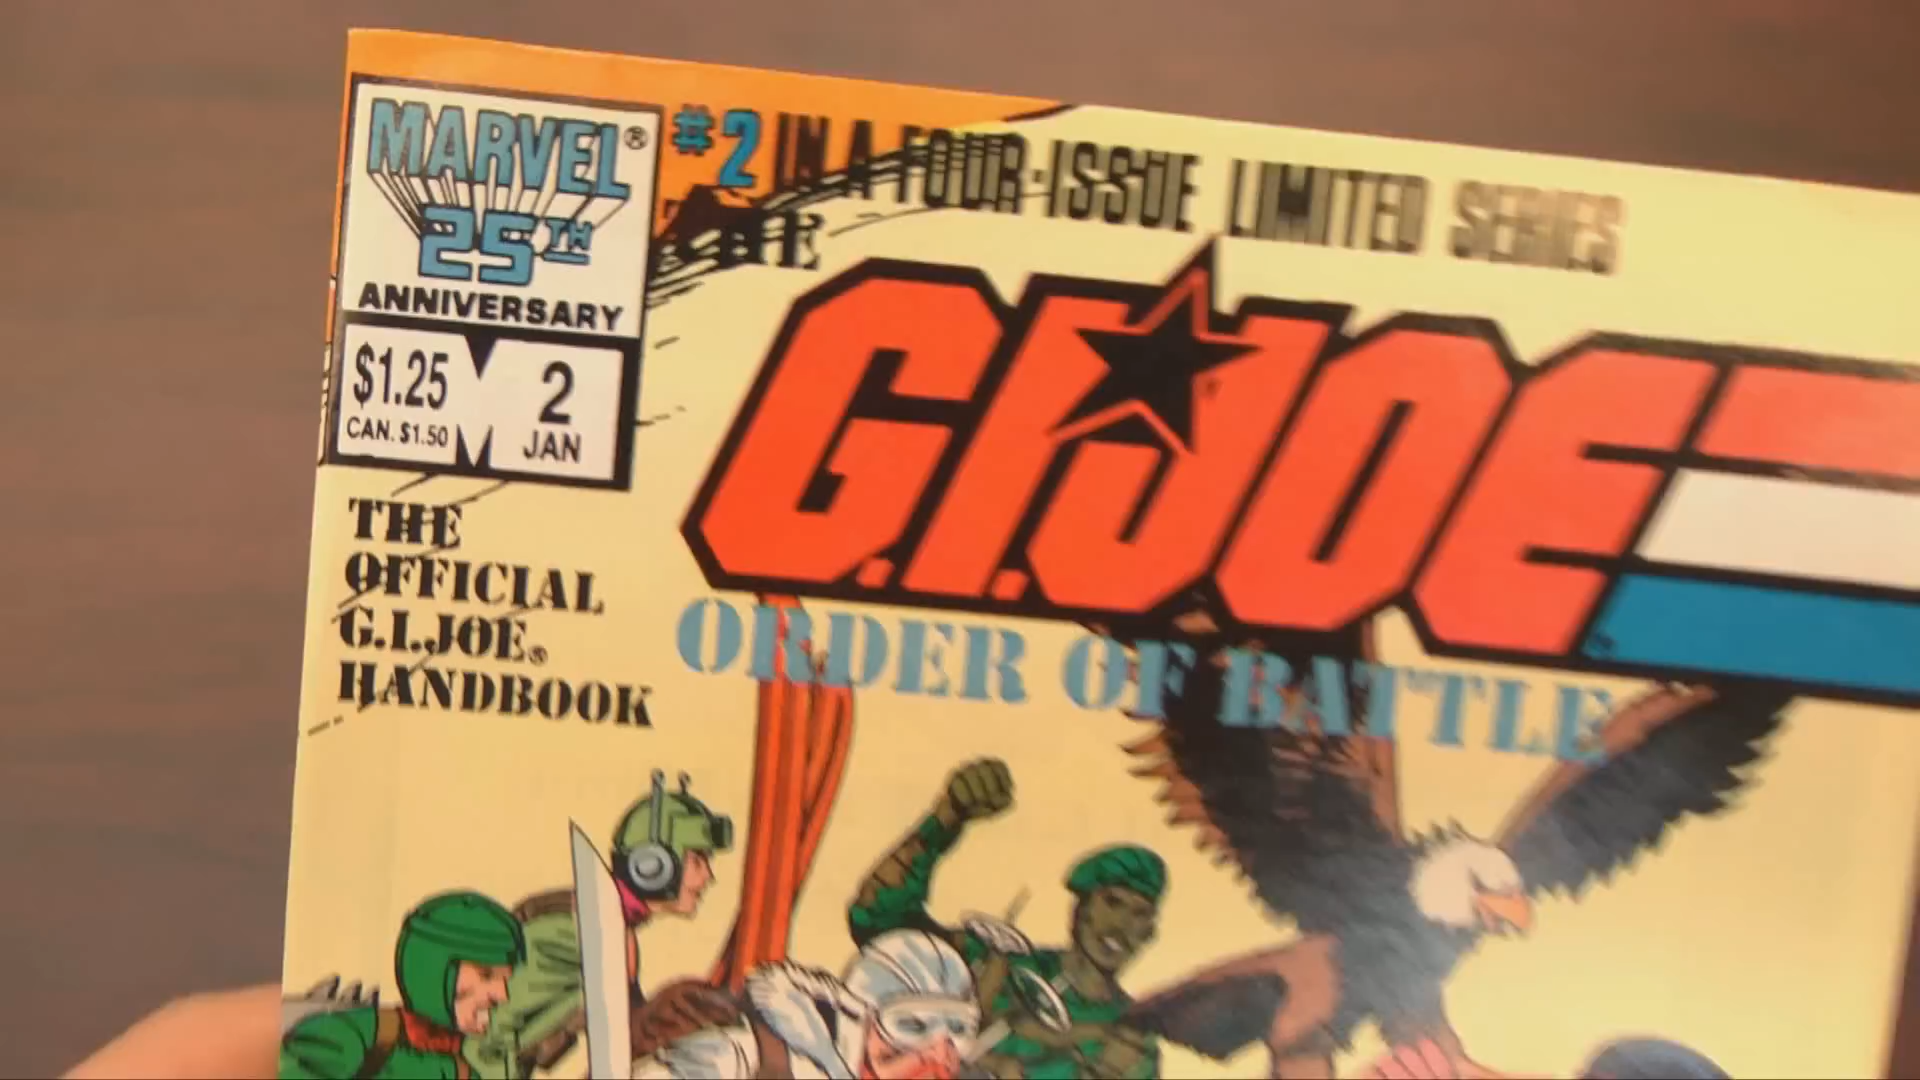 MARVEL®
25TH
ANNIVERSARY
$1.25
CAN. $1.50
2
JAN
#2 IN A FOUR-ISSUE LIMITED SERIES
THE
G.I. JOE
ORDER OF BATTLE
THE
OFFICIAL
G.I. JOE®
HANDBOOK